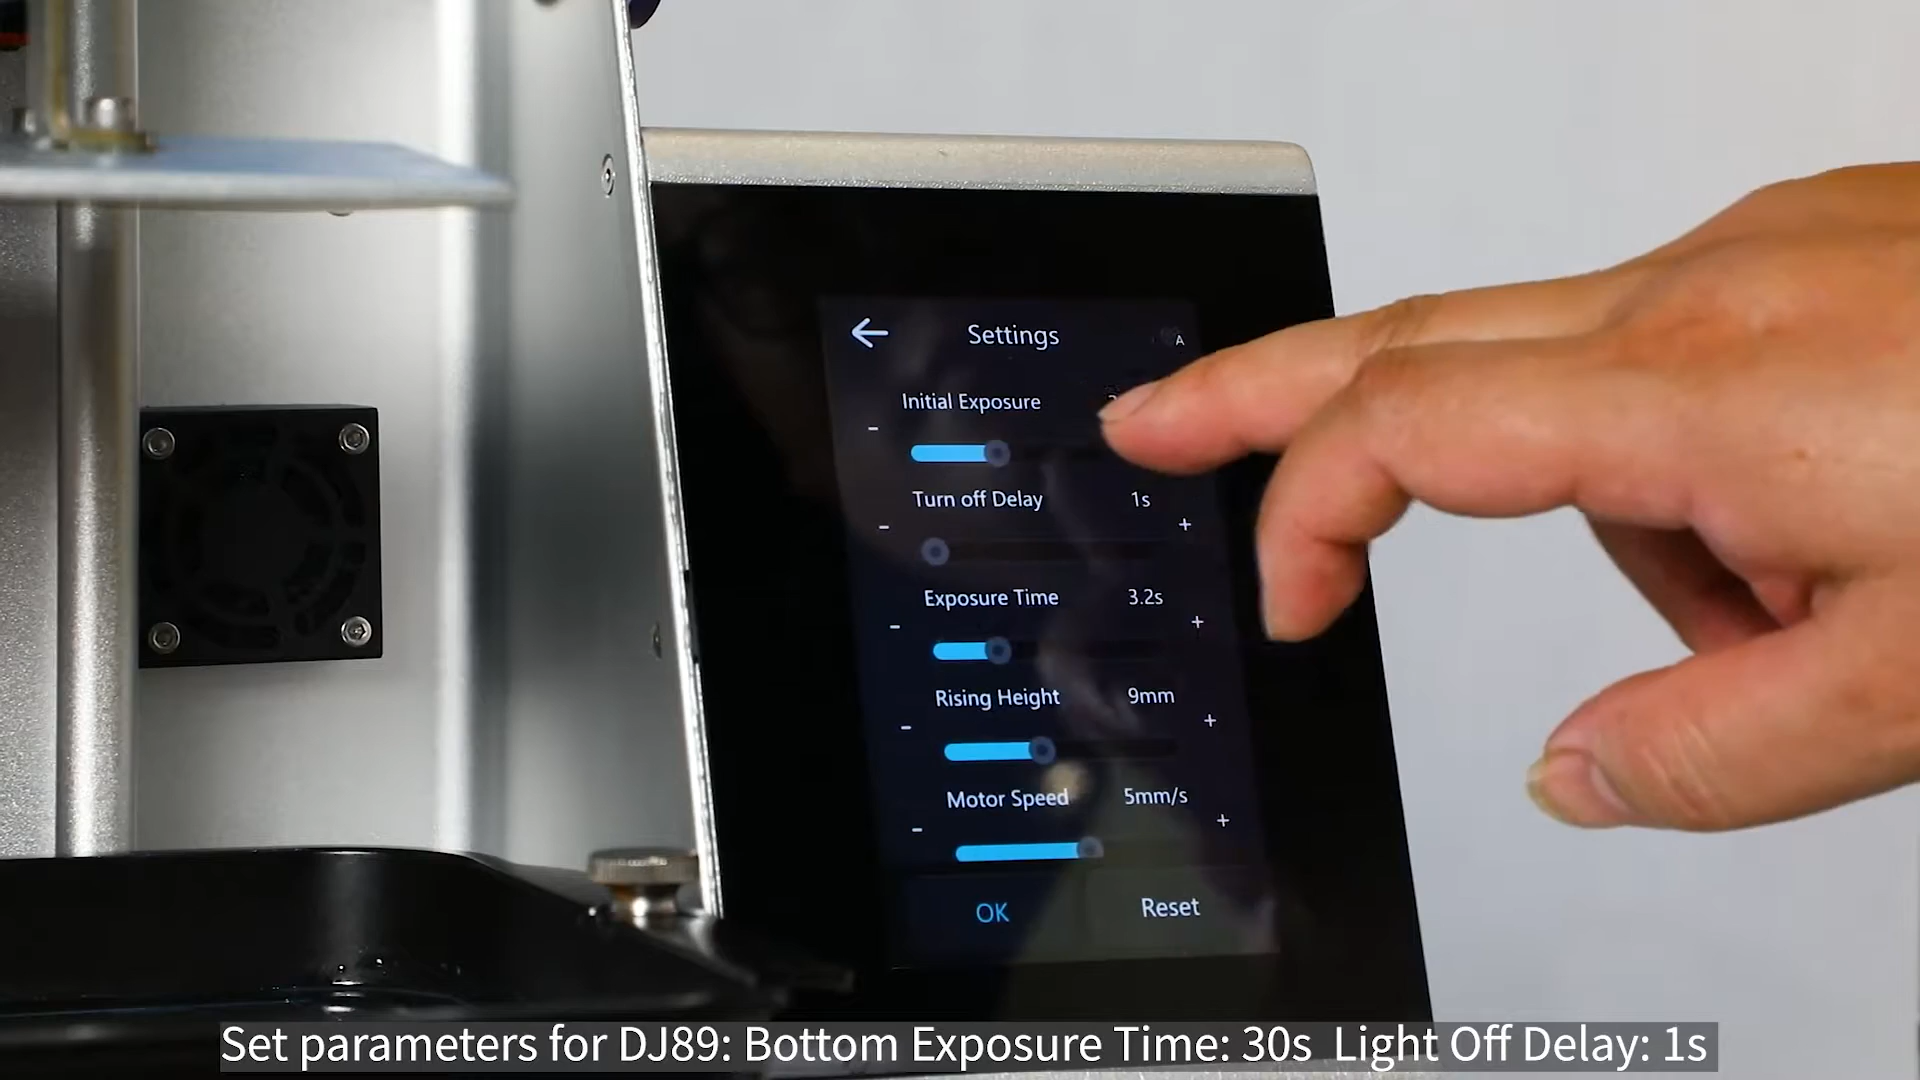 Settings
A
Initial Exposure
-
Turn off Delay 1s
- +
Exposure Time 3.2s
- +
Rising Height 9mm
- +
Motor Speed 5mm/s
- +
OK Reset
Set parameters for DJ89: Bottom Exposure Time: 30s Light Off Delay: 1s